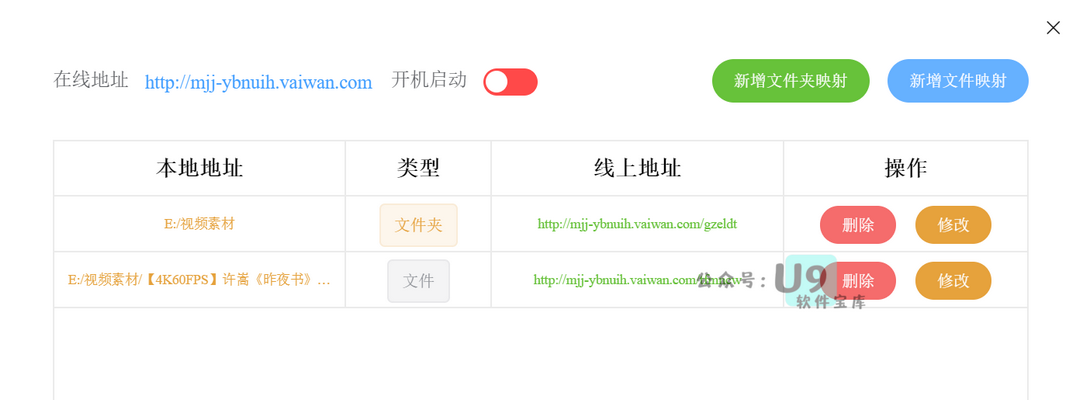 在线地址 http://mjj-ybnuih.vaiwan.com 开机启动 新增文件夹映射 新增文件映射
本地地址 类型 线上地址 操作
E:/视频素材 文件夹 http://mjj-ybnuih.vaiwan.com/gzeldt 删除 修改
E:/视频素材/【4K60FPS】许嵩《昨夜书》... 文件 http://mjj-ybnuih.vaiwan.com/ 删除 修改
公众号：U9
软件宝库